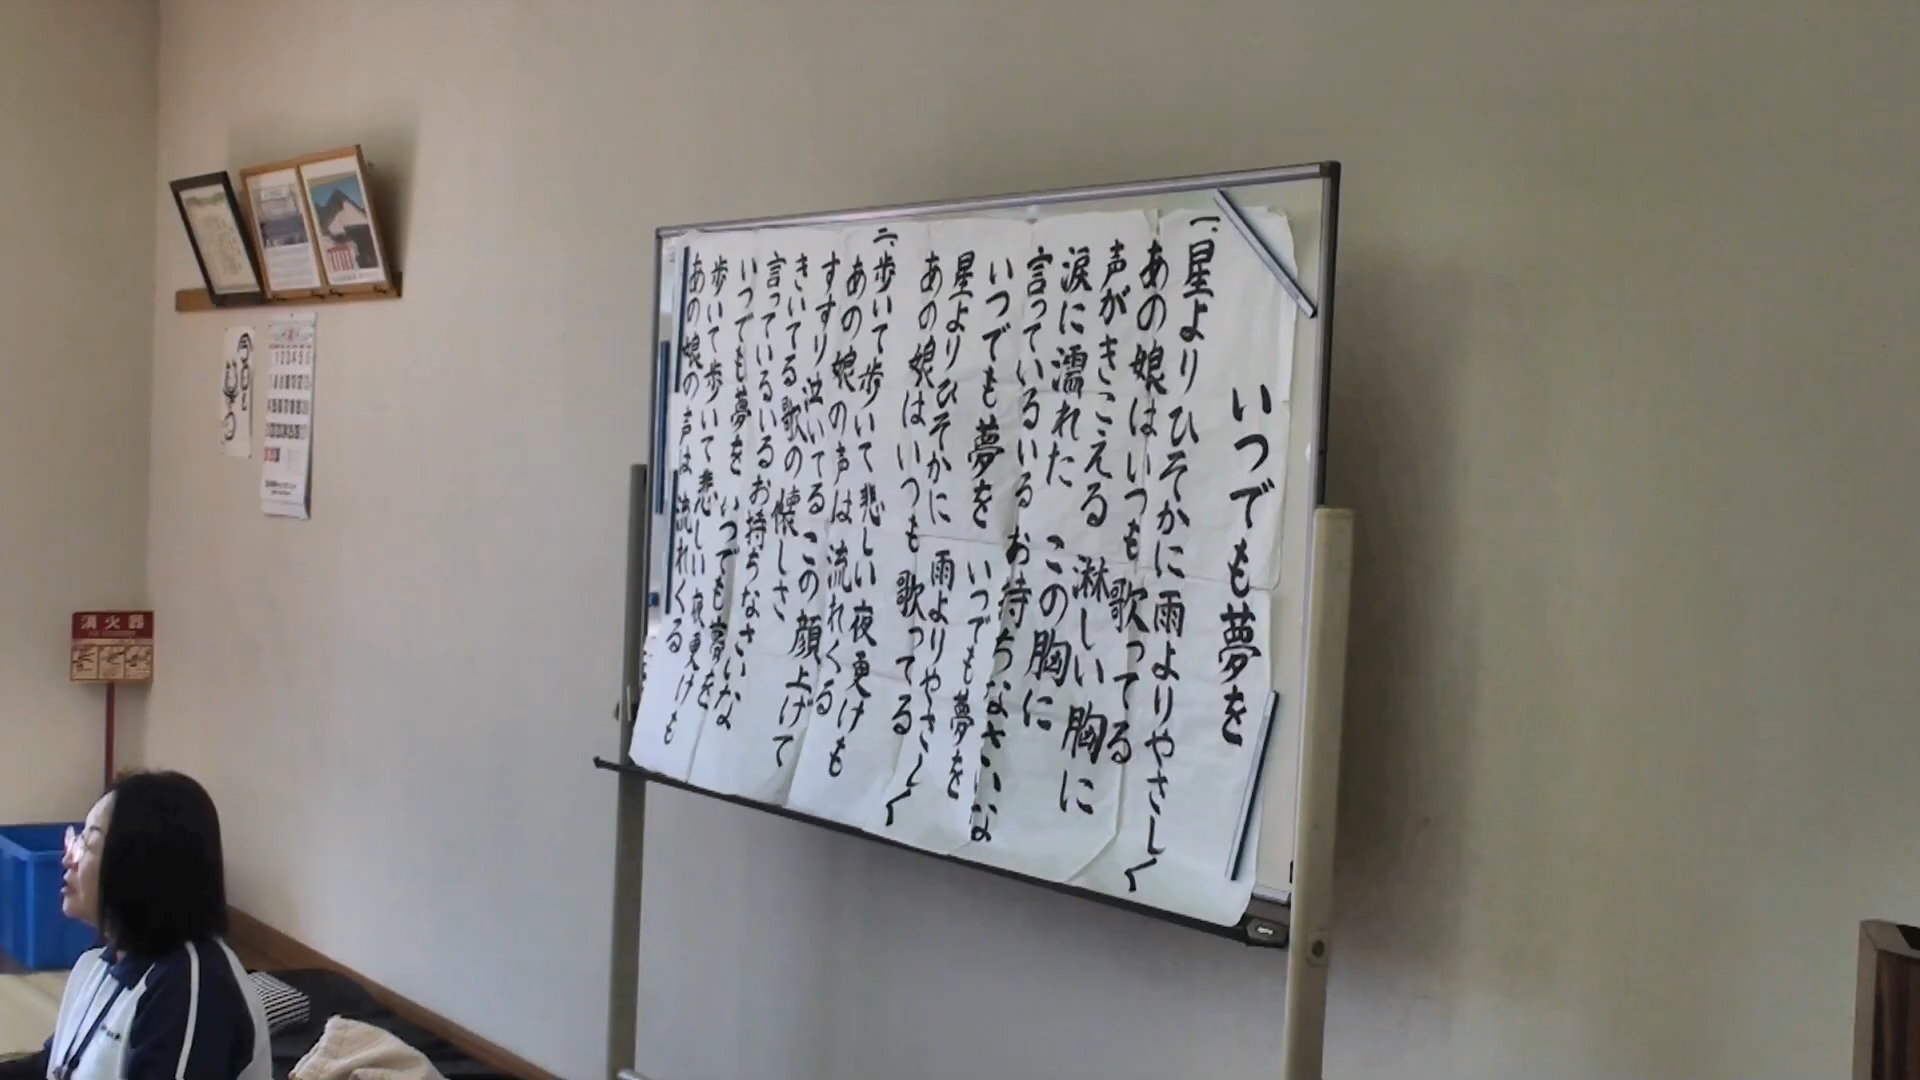 いつでも夢を
一、星よりひそかに 雨よりやさしく
あの娘はいつも 歌ってる
声がきこえる 淋しい胸に
涙に濡れた この胸に
言っているいる お持ちなさいな
いつでも夢を いつでも夢を
星よりひそかに 雨よりやさしく
あの娘はいつも 歌ってる
二、歩いて歩いて 悲しい夜更けも
あの娘の声は 流れくる
すすり泣いてる この顔上げて
きいてる歌の 懐しさ
言っているいる お持ちなさいな
いつでも夢を いつでも夢を
歩いて歩いて 悲しい夜更けも
あの娘の声は 流れくる
消火器